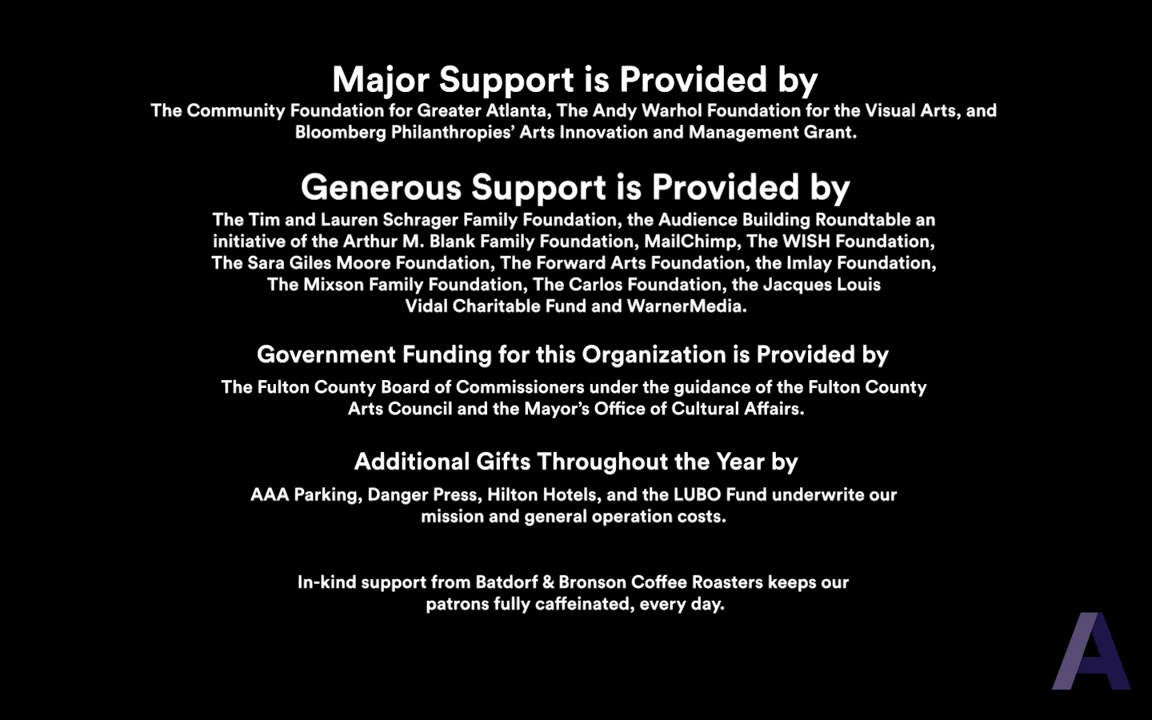 Major Support is Provided by
The Community Foundation for Greater Atlanta, The Andy Warhol Foundation for the Visual Arts, and
Bloomberg Philanthropies’ Arts Innovation and Management Grant.
Generous Support is Provided by
The Tim and Lauren Schrager Family Foundation, the Audience Building Roundtable an
initiative of the Arthur M. Blank Family Foundation, MailChimp, The WISH Foundation,
The Sara Giles Moore Foundation, The Forward Arts Foundation, the Imlay Foundation,
The Mixson Family Foundation, The Carlos Foundation, the Jacques Louis
Vidal Charitable Fund and WarnerMedia.
Government Funding for this Organization is Provided by
The Fulton County Board of Commissioners under the guidance of the Fulton County
Arts Council and the Mayor’s Office of Cultural Affairs.
Additional Gifts Throughout the Year by
AAA Parking, Danger Press, Hilton Hotels, and the LUBO Fund underwrite our
mission and general operation costs.
In-kind support from Batdorf & Bronson Coffee Roasters keeps our
patrons fully caffeinated, every day.
A